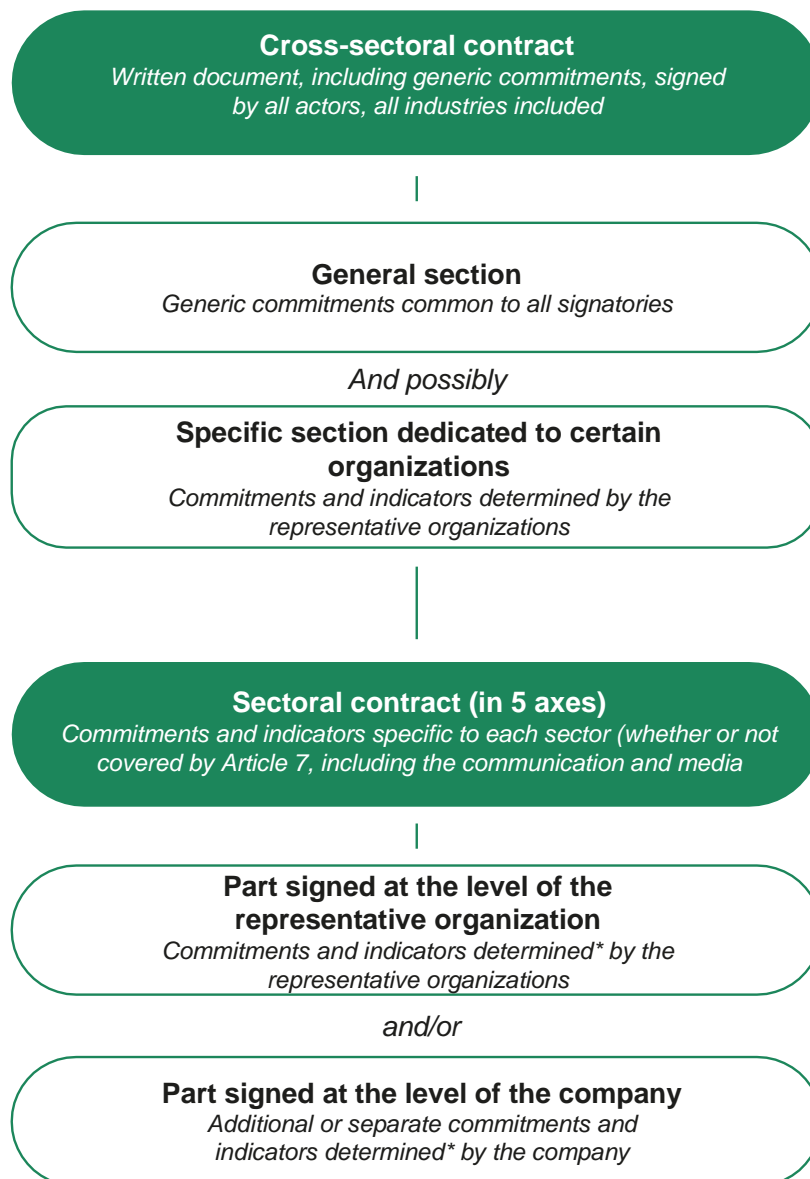 Cross-sectoral contract
Written document, including generic commitments, signed
by all actors, all industries included
General section
Generic commitments common to all signatories
And possibly
Specific section dedicated to certain
organizations
Commitments and indicators determined by the
representative organizations
Sectoral contract (in 5 axes)
Commitments and indicators specific to each sector (whether or not
covered by Article 7, including the communication and media
Part signed at the level of the
representative organization
Commitments and indicators determined* by the
representative organizations
and/or
Part signed at the level of the company
Additional or separate commitments and
indicators determined* by the company